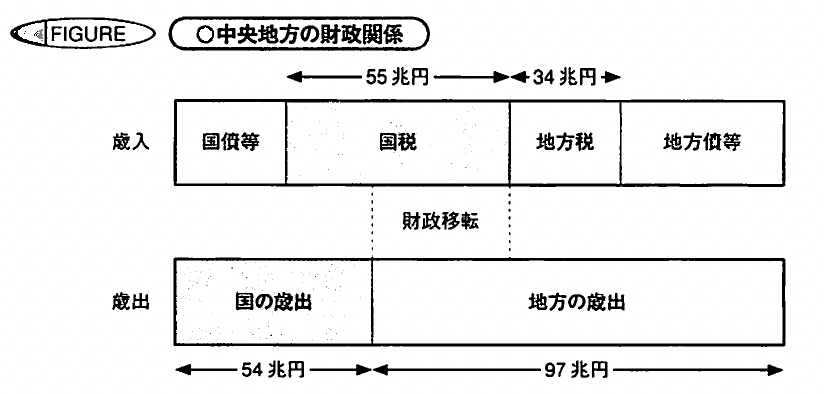 FIGURE ○中央地方の財政関係
55兆円 34兆円
歳入 国債等 国税 地方税 地方債等
財政移転
歳出 国の歳出 地方の歳出
54兆円 97兆円